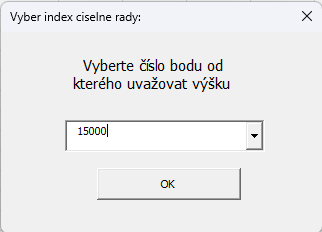 Vyber index ciselne rady:
Vyberte číslo bodu od
kterého uvažovat výšku
15000
OK